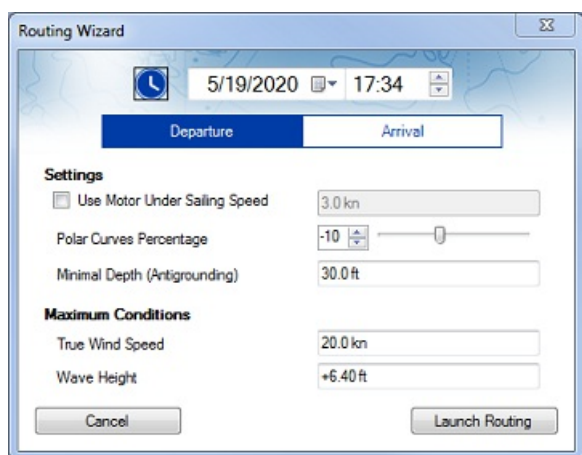 Routing Wizard
5/19/2020 17:34
Departure Arrival
Settings
Use Motor Under Sailing Speed 3.0 kn
Polar Curves Percentage -10
Minimal Depth (Antigrounding) 30.0 ft
Maximum Conditions
True Wind Speed 20.0 kn
Wave Height +6.40 ft
Cancel Launch Routing